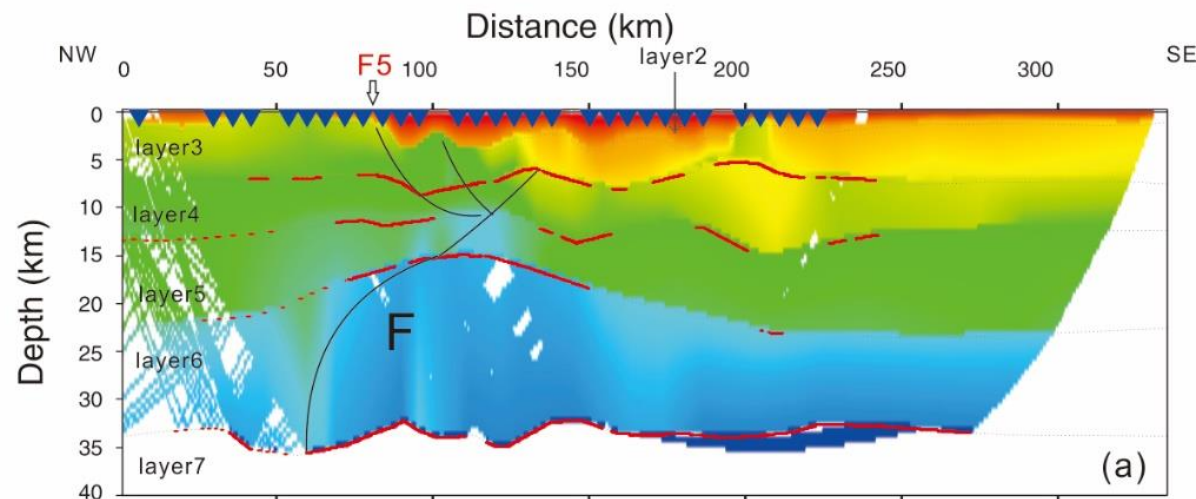 Distance (km)
NW
F5
layer2
SE
0 50 100 150 200 250 300
0
layer3
5
layer4
10
15
layer5
20
layer6
25
F
30
35
layer7
40
Depth (km)
(a)